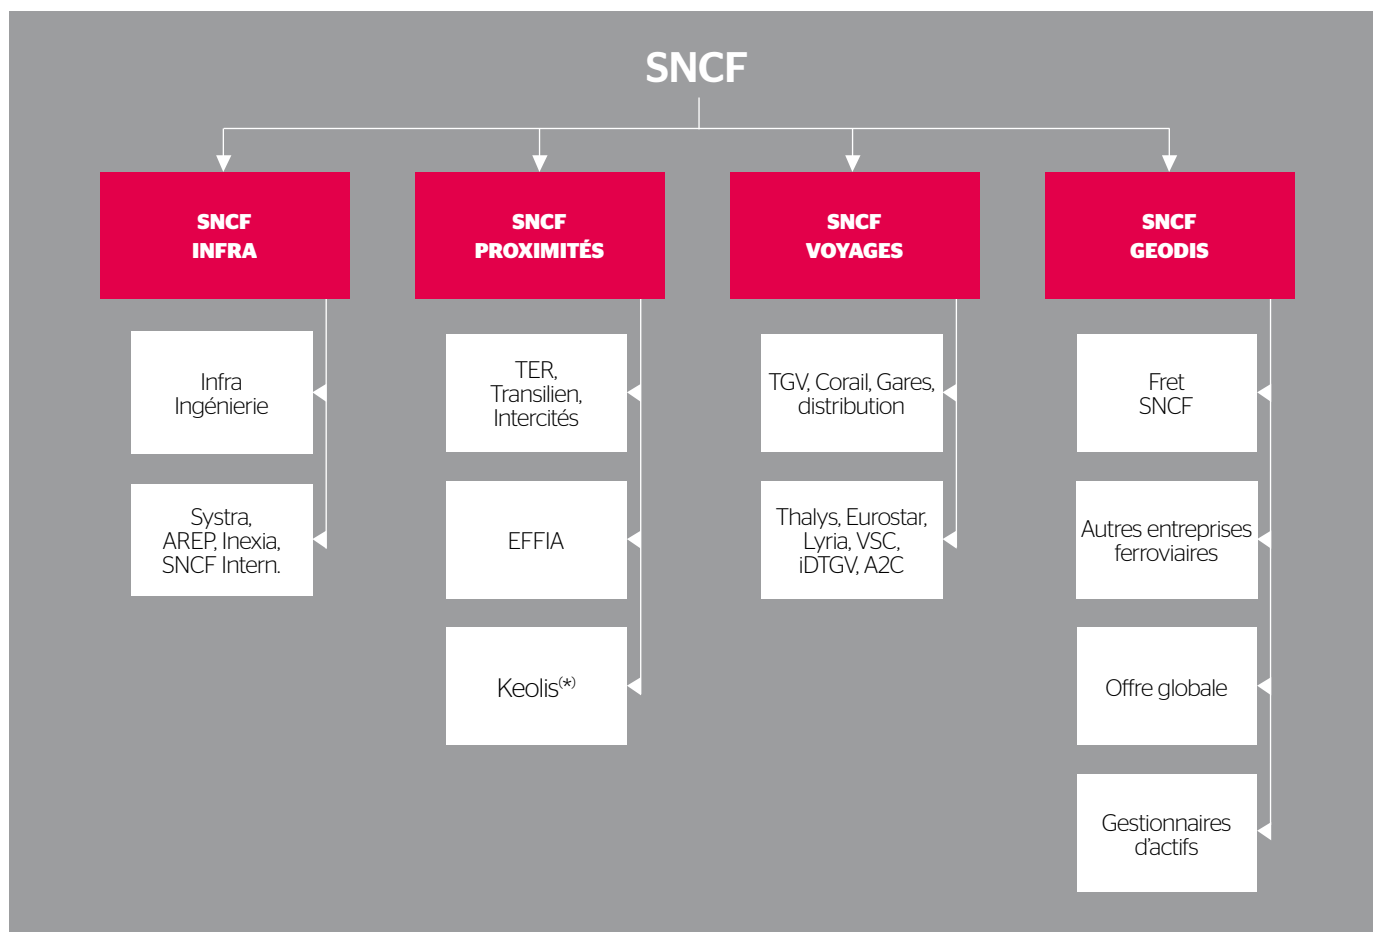 SNCF
SNCF
INFRA
SNCF
PROXIMITÉS
SNCF
VOYAGES
SNCF
GEODIS
Infra
Ingénierie
Systra,
AREP, Inexia,
SNCF Intern.
TER,
Transilien,
Intercités
EFFIA
Keolis(*)
TGV, Corail, Gares,
distribution
Thalys, Eurostar,
Lyria, VSC,
iDTGV, A2C
Fret
SNCF
Autres entreprises
ferroviaires
Offre globale
Gestionnaires
d'actifs